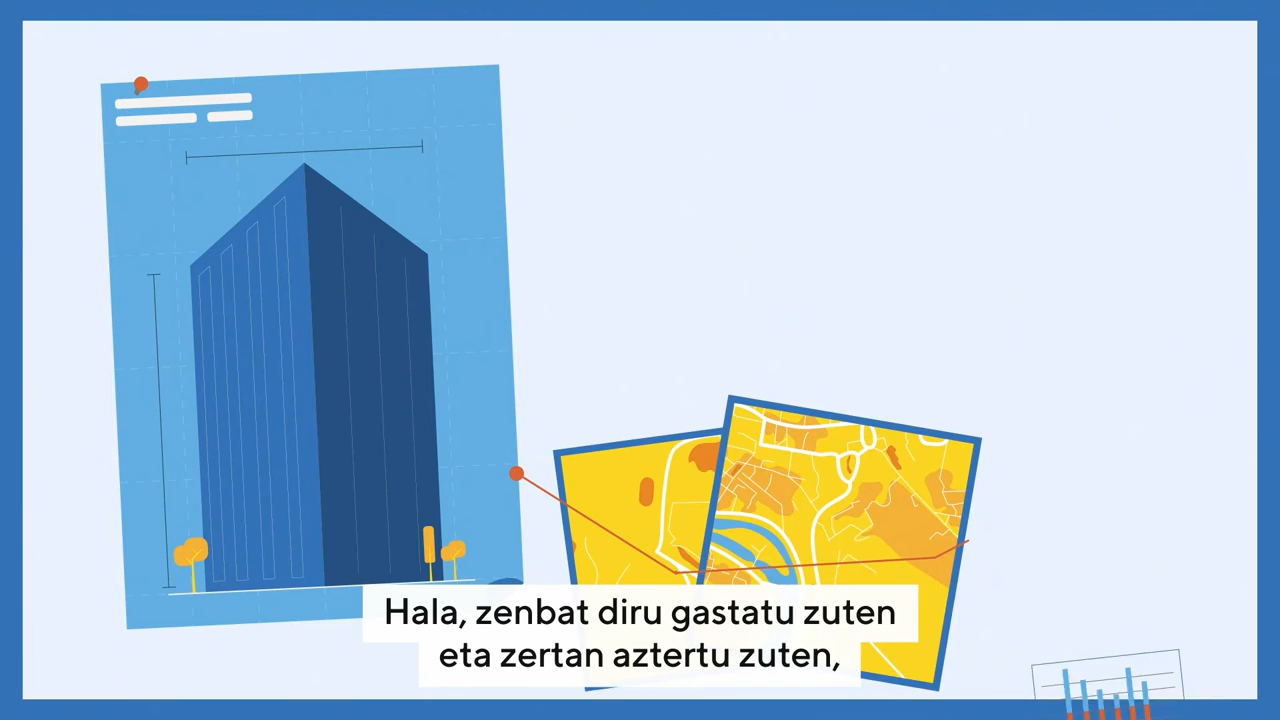 Hala, zenbat diru gastatu zuten
eta zertan aztertu zuten,